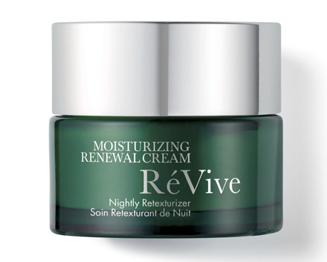 MOISTURIZING
RENEWAL CREAM
RéVive
Nightly Retexturizer
Soin Retexturant de Nuit